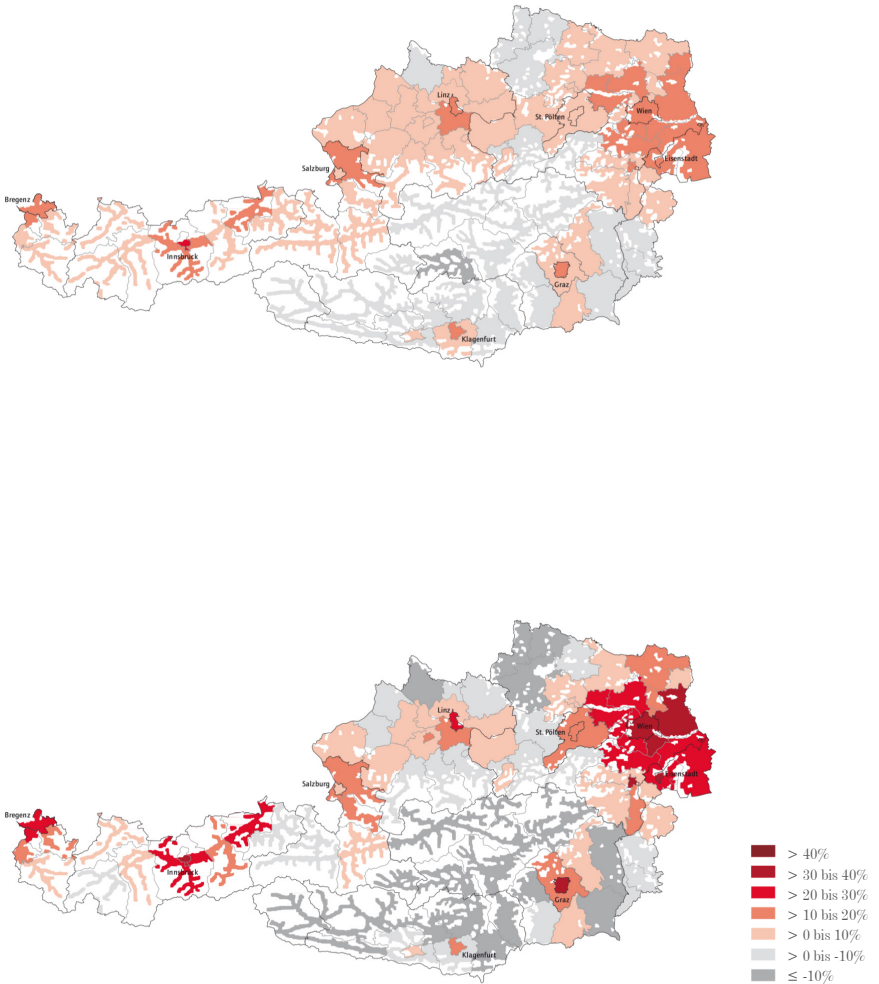 Linz
St. Pölten
Wien
Eisenstadt
Salzburg
Bregenz
Innsbruck
Graz
Klagenfurt
Linz
St. Pölten
Wien
Eisenstadt
Salzburg
Bregenz
Innsbruck
Graz
Klagenfurt
> 40%
> 30 bis 40%
> 20 bis 30%
> 10 bis 20%
> 0 bis 10%
> 0 bis -10%
≤ -10%